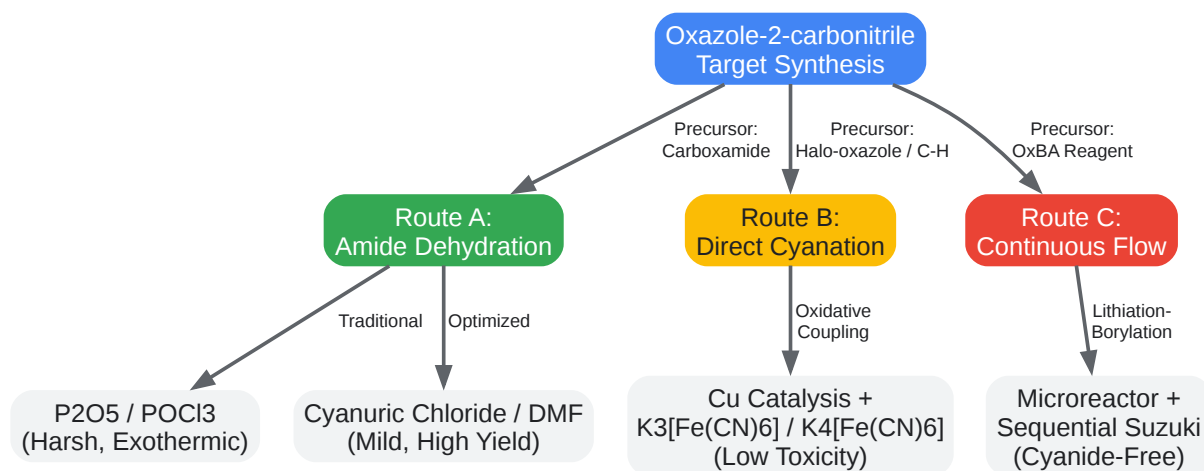 Oxazole-2-carbonitrile
Target Synthesis
Precursor:
Carboxamide
Precursor:
Halo-oxazole / C-H
Precursor:
OxBA Reagent
Route A:
Amide Dehydration
Route B:
Direct Cyanation
Route C:
Continuous Flow
Traditional
Optimized
Oxidative
Coupling
Lithiation-
Borylation
P2O5 / POCl3
(Harsh, Exothermic)
Cyanuric Chloride / DMF
(Mild, High Yield)
Cu Catalysis +
K3[Fe(CN)6] / K4[Fe(CN)6]
(Low Toxicity)
Microreactor +
Sequential Suzuki
(Cyanide-Free)